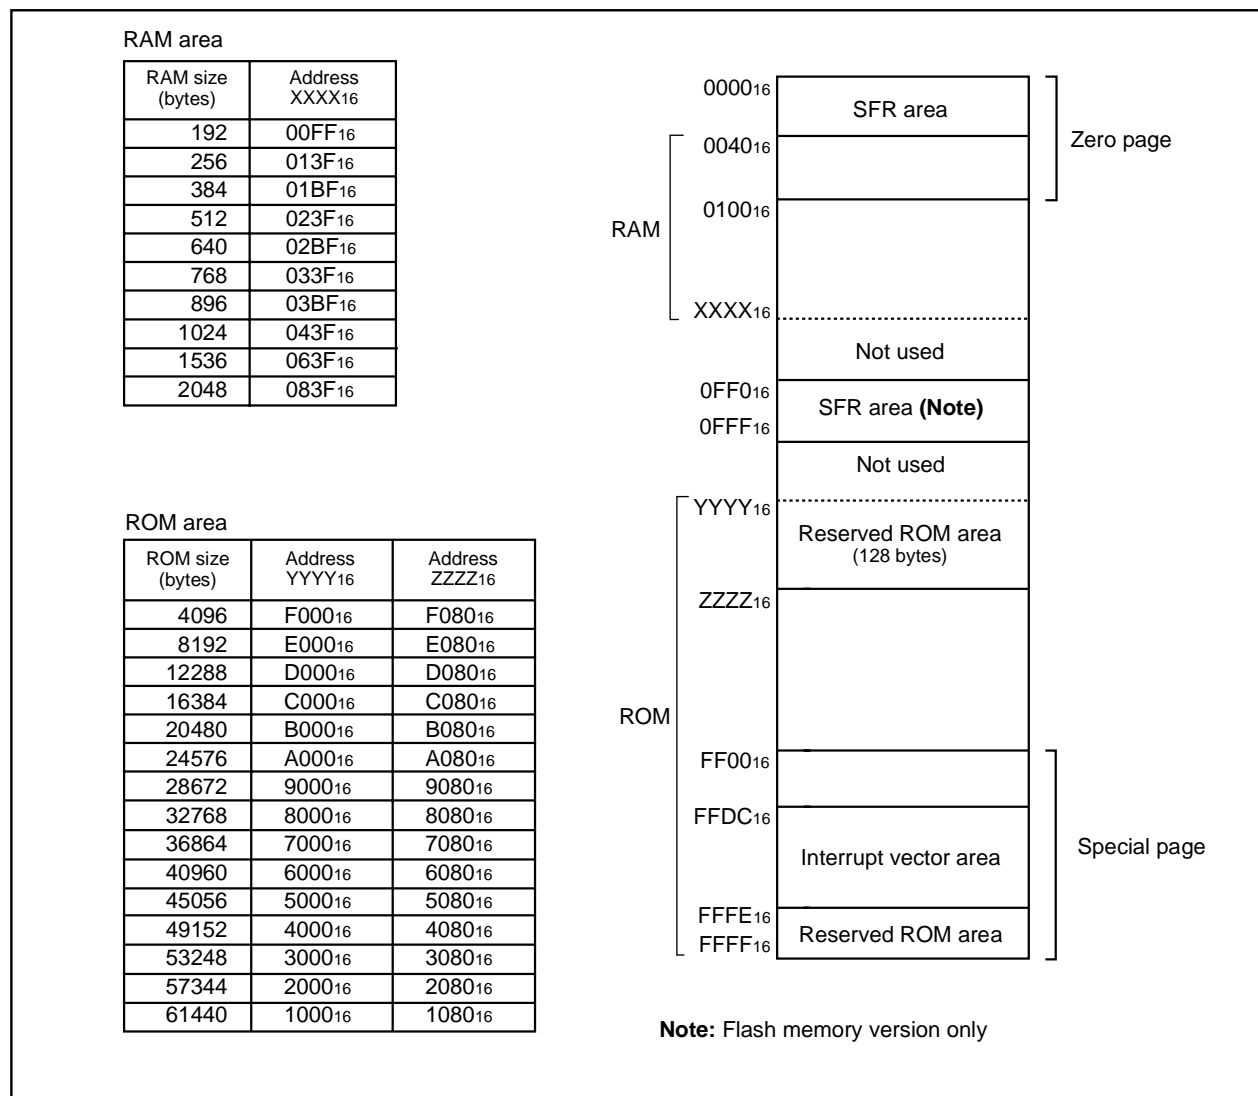 RAM area
RAM size (bytes) Address XXXX16
192 00FF16
256 013F16
384 01BF16
512 023F16
640 02BF16
768 033F16
896 03BF16
1024 043F16
1536 063F16
2048 083F16
ROM area
ROM size (bytes) Address YYYY16 Address ZZZZ16
4096 F00016 F08016
8192 E00016 E08016
12288 D00016 D08016
16384 C00016 C08016
20480 B00016 B08016
24576 A00016 A08016
28672 900016 908016
32768 800016 808016
36864 700016 708016
40960 600016 608016
45056 500016 508016
49152 400016 408016
53248 300016 308016
57344 200016 208016
61440 100016 108016
000016
SFR area
Zero page
004016
010016
RAM
XXXX16
Not used
0FF016
SFR area (Note)
0FFF16
Not used
YYYY16
Reserved ROM area
(128 bytes)
ZZZZ16
ROM
FF0016
FFDC16
Interrupt vector area
Special page
FFFE16
Reserved ROM area
FFFF16
Note: Flash memory version only